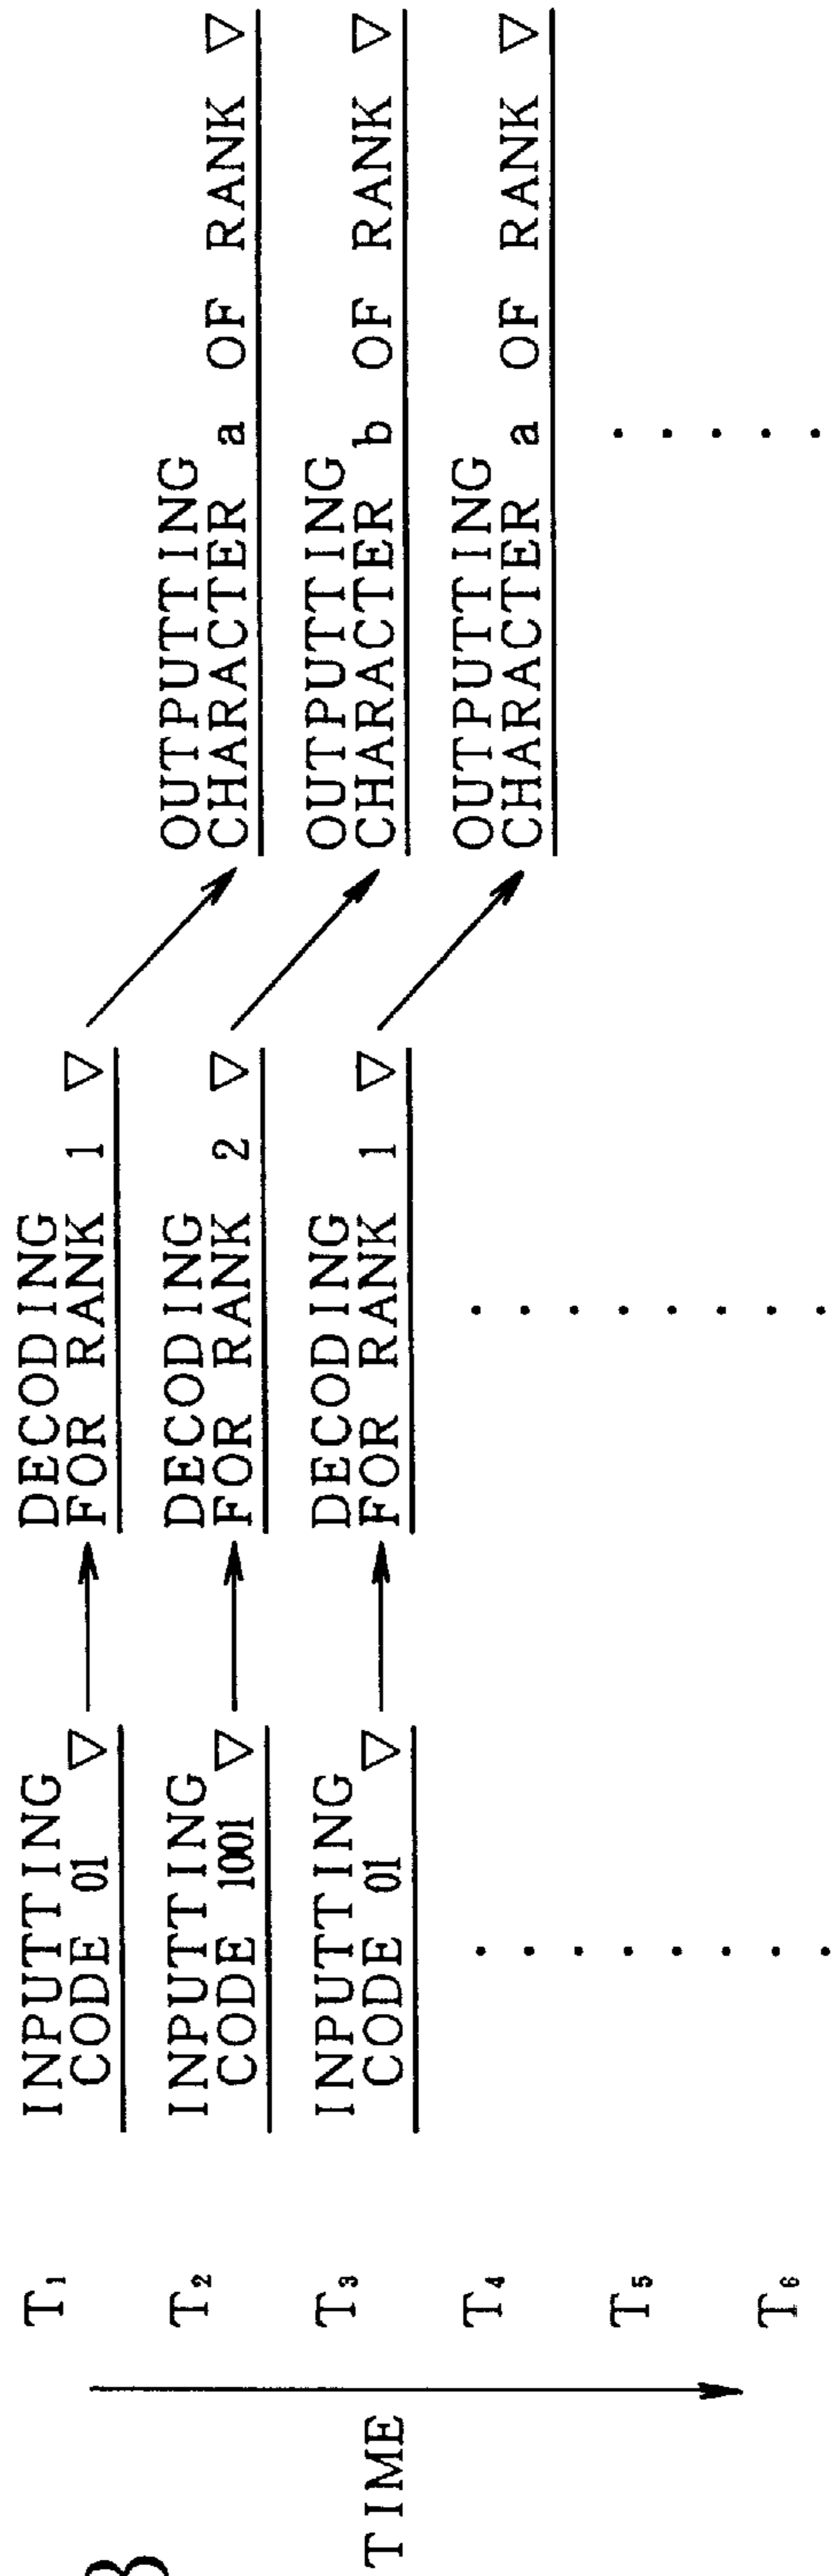 3
TIME
T₁
INPUTTING
CODE 01 ▽
DECODING
FOR RANK 1 ▽
T₂
INPUTTING
CODE 1001 ▽
DECODING
FOR RANK 2 ▽
OUTPUTTING
CHARACTER a OF RANK ▽
T₃
INPUTTING
CODE 01 ▽
DECODING
FOR RANK 1 ▽
OUTPUTTING
CHARACTER b OF RANK ▽
T₄
OUTPUTTING
CHARACTER a OF RANK ▽
T₅
T₆